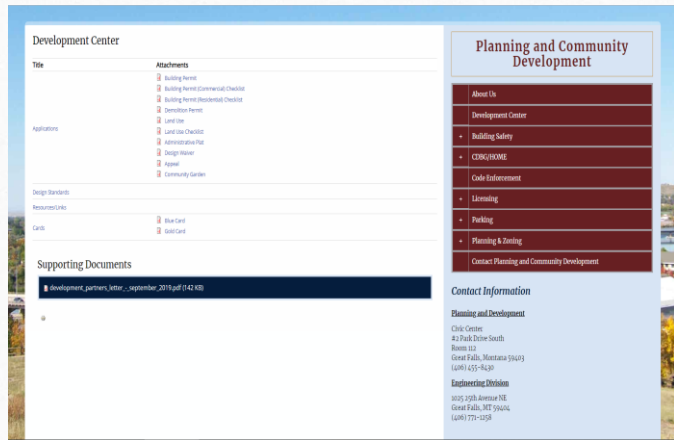 Development Center
Title Attachments
Applications
Building Permit
Building Permit (Commercial) Checklist
Building Permit (Residential) Checklist
Demolition Permit
Land Use
Land Use Checklist
Administrative Plat
Design Waiver
Appeal
Community Garden
Design Standards
Resources/Links
Cards
Blue Card
Gold Card
Supporting Documents
development_partners_letter_-_september_2019.pdf (142 KB)
Planning and Community
Development
About Us
Development Center
+ Building Safety
+ CDBG/HOME
Code Enforcement
+ Licensing
+ Parking
+ Planning & Zoning
Contact Planning and Community Development
Contact Information
Planning and Development
Civic Center
#2 Park Drive South
Room 112
Great Falls, Montana 59403
(406) 455-8430
Engineering Division
1025 25th Avenue NE
Great Falls, MT 59404
(406) 771-1258